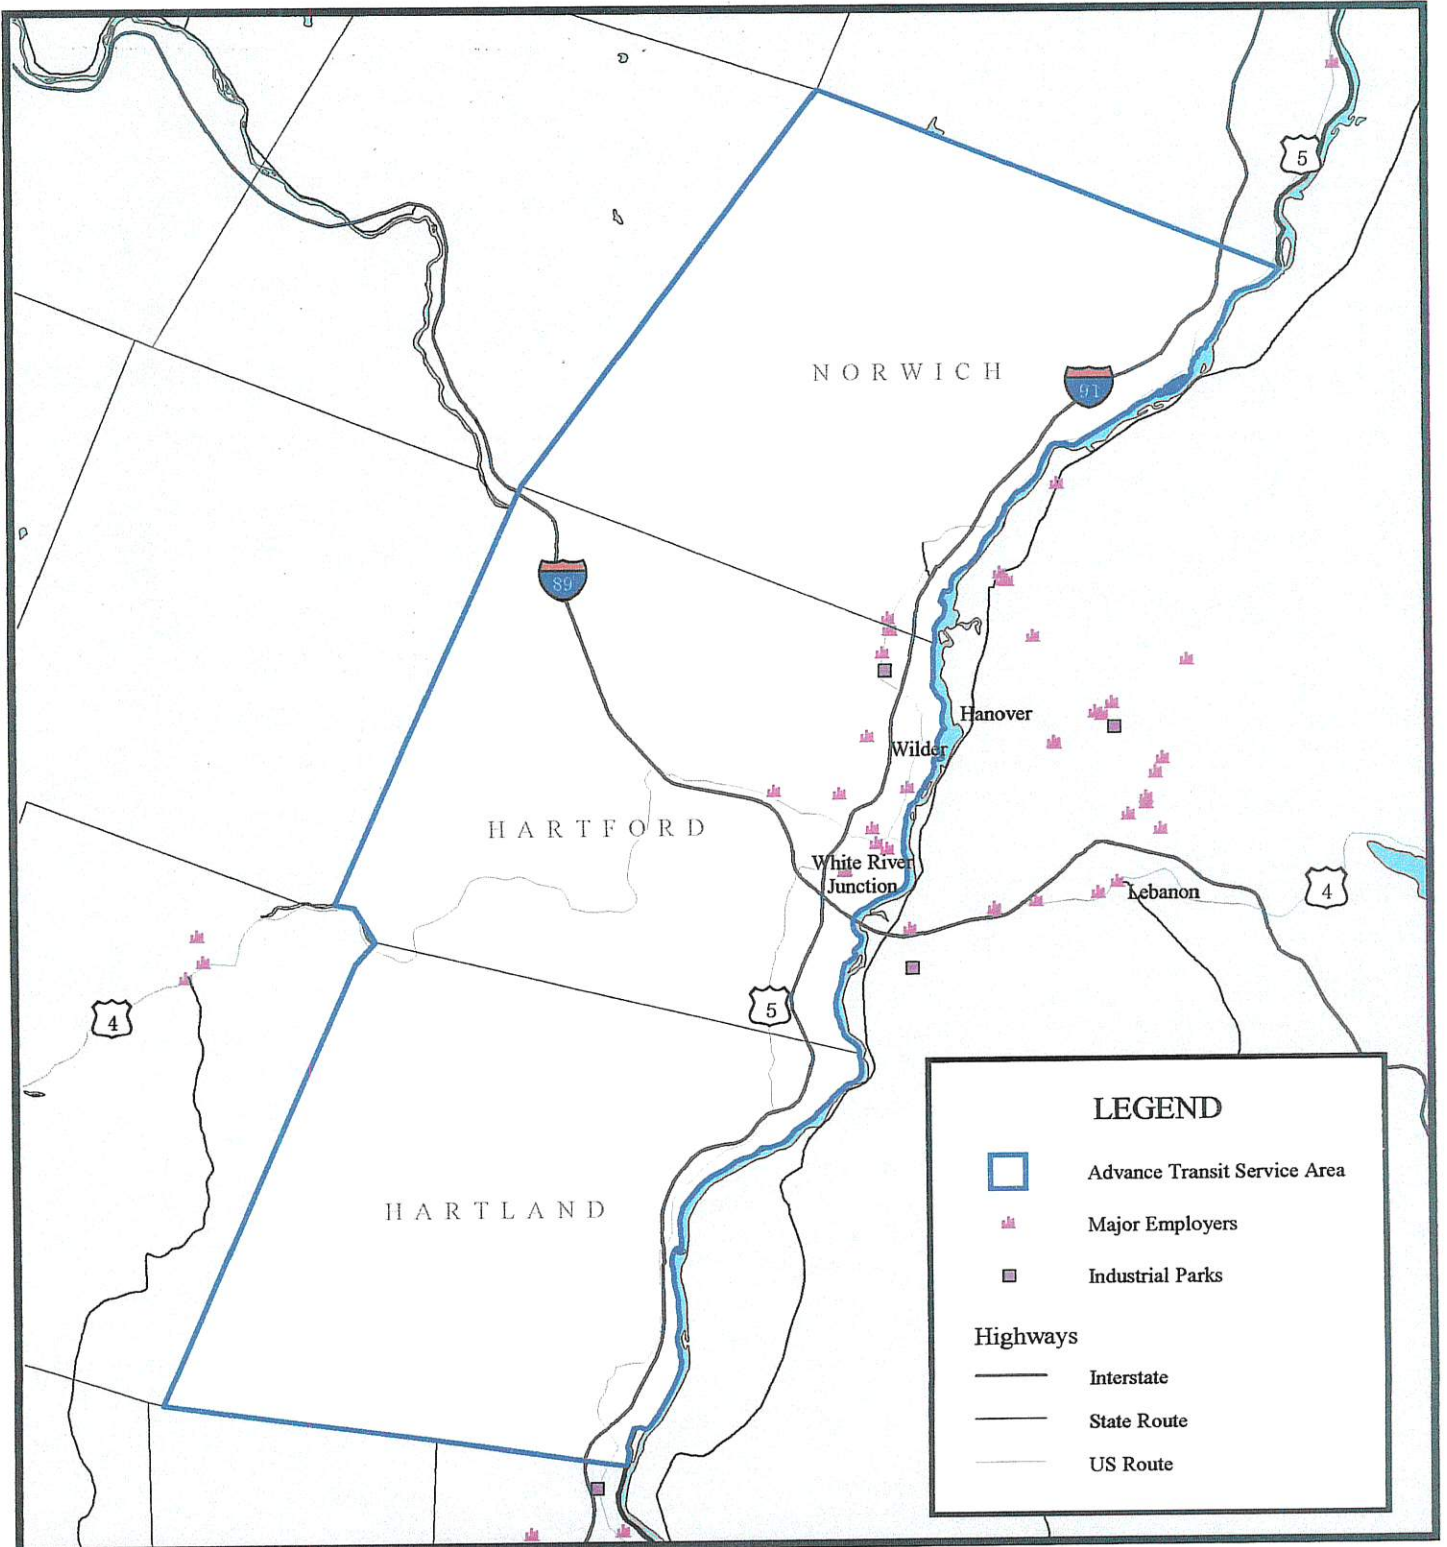 5
NORWICH
91
89
Hanover
Wilder
HARTFORD
White River
Junction
Lebanon
4
4
5
HARTLAND
LEGEND
Advance Transit Service Area
Major Employers
Industrial Parks
Highways
Interstate
State Route
US Route